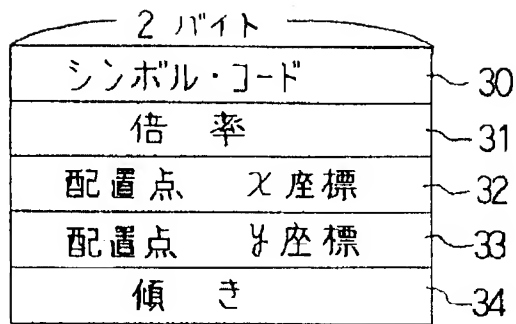 2 バイト
シンボル・コード 30
倍 率 31
配置点 x座標 32
配置点 y座標 33
傾 き 34